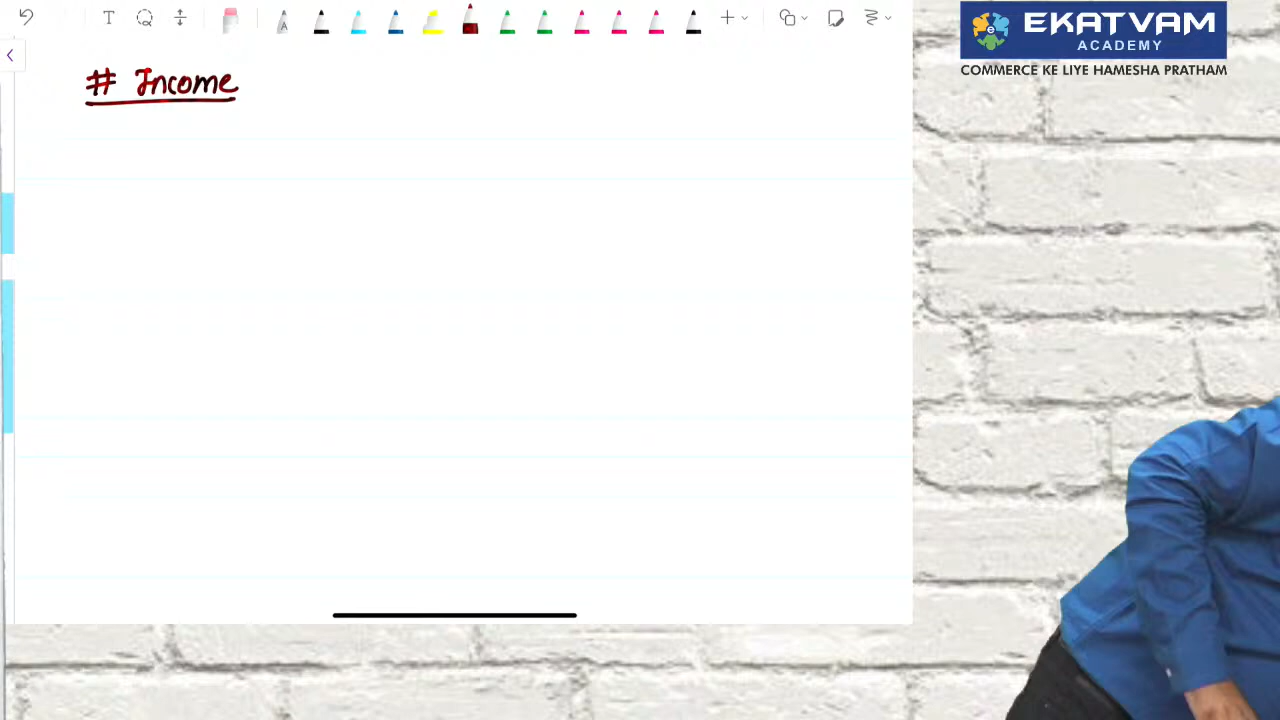 # Income
EKATVAM
ACADEMY
COMMERCE KE LIYE HAMESHA PRATHAM
T
A
e